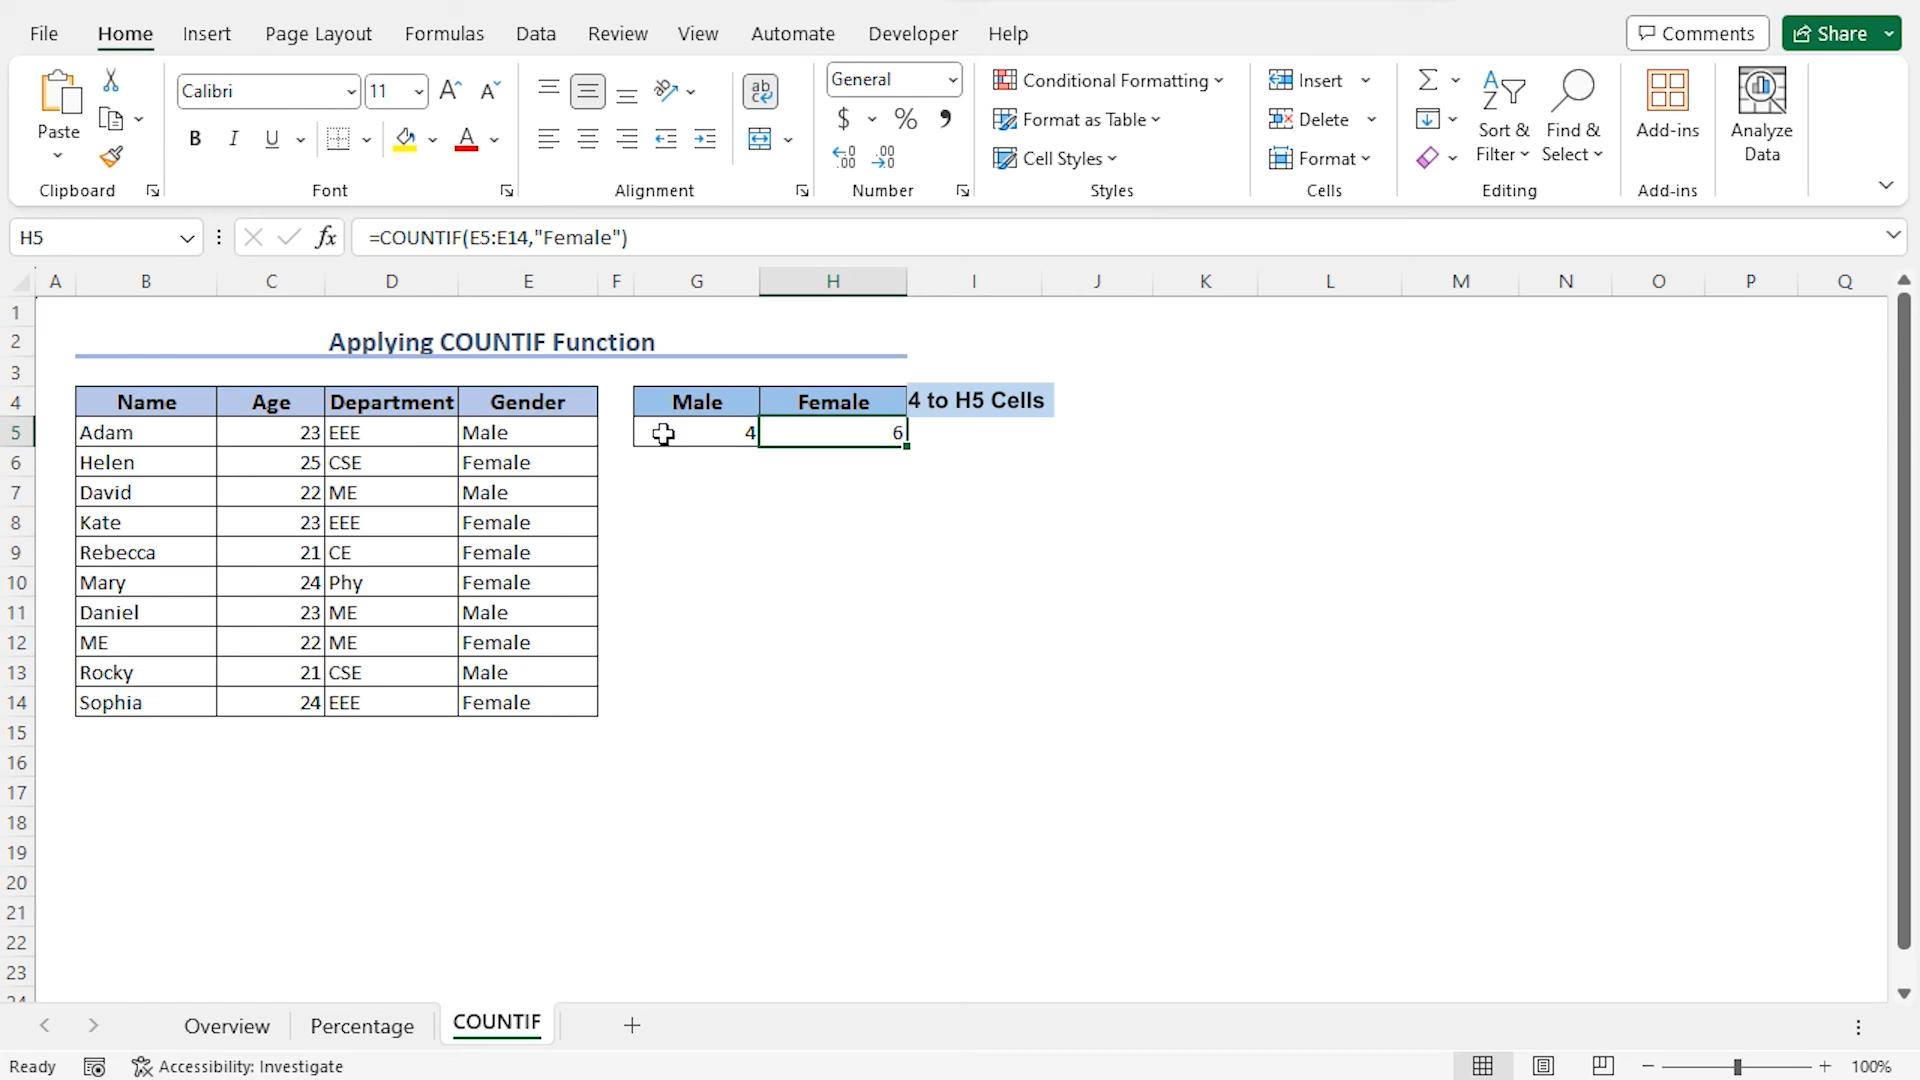 File Home Insert Page Layout Formulas Data Review View Automate Developer Help Comments Share
Paste
Clipboard
Calibri 11
B I U A
Font
ab
Alignment
General
$ % 9
Number
Conditional Formatting
Format as Table
Cell Styles
Styles
Insert
Delete
Format
Cells
Sort & Filter
Find & Select
Editing
Add-ins
Add-ins
Analyze Data
H5 fx =COUNTIF(E5:E14,"Female")
A B C D E F G H I J K L M N O P Q
1
2 Applying COUNTIF Function
3
4 Name Age Department Gender Male Female 4 to H5 Cells
5 Adam 23 EEE Male 4 6
6 Helen 25 CSE Female
7 David 22 ME Male
8 Kate 23 EEE Female
9 Rebecca 21 CE Female
10 Mary 24 Phy Female
11 Daniel 23 ME Male
12 ME 22 ME Female
13 Rocky 21 CSE Male
14 Sophia 24 EEE Female
15
16
17
18
19
20
21
22
23
24
Overview Percentage COUNTIF
Ready Accessibility: Investigate 100%